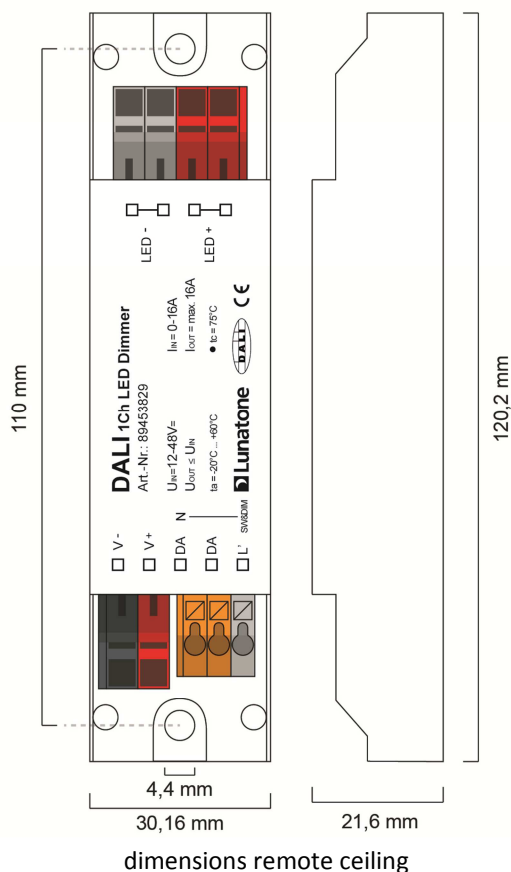 LED -
LED +
DALI 1Ch LED Dimmer
Art.-Nr.: 89453829
UIN=12-48V=
IIN=0-16A
UOUT ≤ UIN
IOUT = max. 16A
ta = -20°C ... +60°C
● tc = 75°C
Lunatone
DALI
CE
V -
V +
DA
N
DA
L'
SW&DIM
110 mm
120,2 mm
4,4 mm
30,16 mm
21,6 mm
dimensions remote ceiling